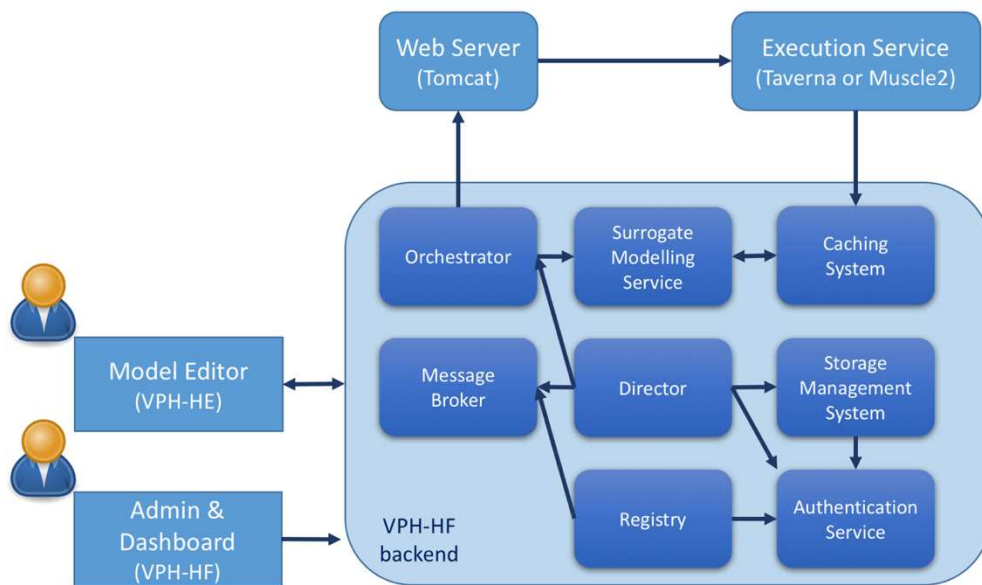 Web Server
(Tomcat)
Execution Service
(Taverna or Muscle2)
Orchestrator
Surrogate
Modelling
Service
Caching
System
Model Editor
(VPH-HE)
Message
Broker
Director
Storage
Management
System
Admin &
Dashboard
(VPH-HF)
VPH-HF
backend
Registry
Authentication
Service